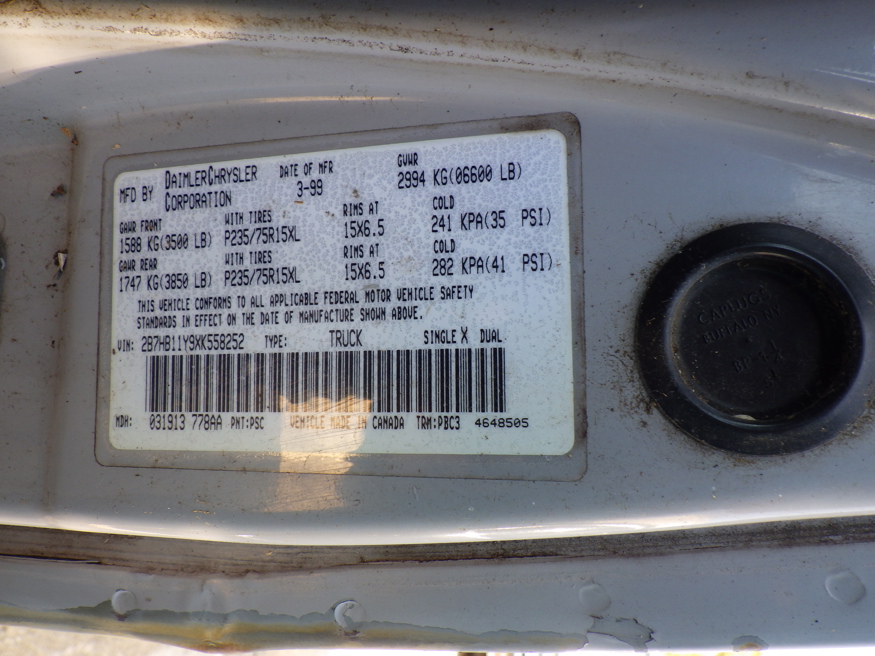 MFD BY DAIMLERCHRYSLER CORPORATION DATE OF MFR 3-99 GVWR 2994 KG(06600 LB)
GAWR FRONT WITH TIRES RIMS AT COLD
1588 KG(3500 LB) P235/75R15XL 15X6.5 241 KPA(35 PSI)
GAWR REAR WITH TIRES RIMS AT COLD
1747 KG(3850 LB) P235/75R15XL 15X6.5 282 KPA(41 PSI)
THIS VEHICLE CONFORMS TO ALL APPLICABLE FEDERAL MOTOR VEHICLE SAFETY
STANDARDS IN EFFECT ON THE DATE OF MANUFACTURE SHOWN ABOVE.
VIN: 2B7HB11Y9XK558252 TYPE: TRUCK SINGLE X DUAL
MDH: 031913 778AA PNT:PSC VEHICLE MADE IN CANADA TRM:PBC3 4648505
CAPLUGS
BUFFALO NY